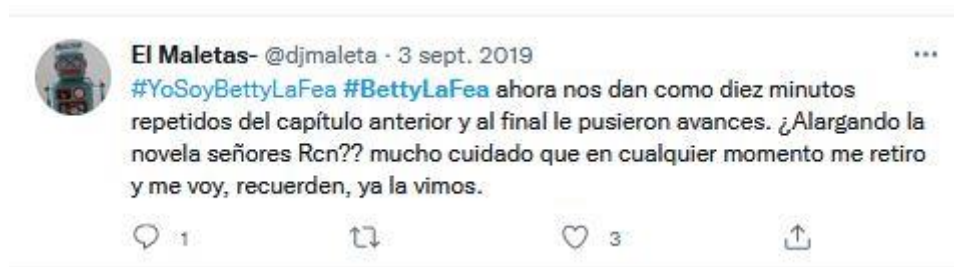 El Maletas- @djmaleta · 3 sept. 2019
#YoSoyBettyLaFea #BettyLaFea ahora nos dan como diez minutos
repetidos del capítulo anterior y al final le pusieron avances. ¿Alargando la
novela señores Rcn?? mucho cuidado que en cualquier momento me retiro
y me voy, recuerden, ya la vimos.
1 3